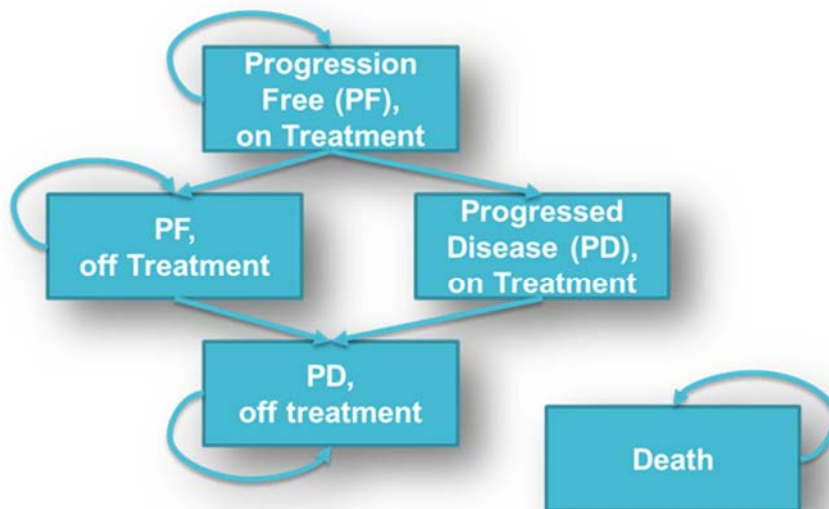 Progression
Free (PF),
on Treatment
PF,
off Treatment
Progressed
Disease (PD),
on Treatment
PD,
off treatment
Death